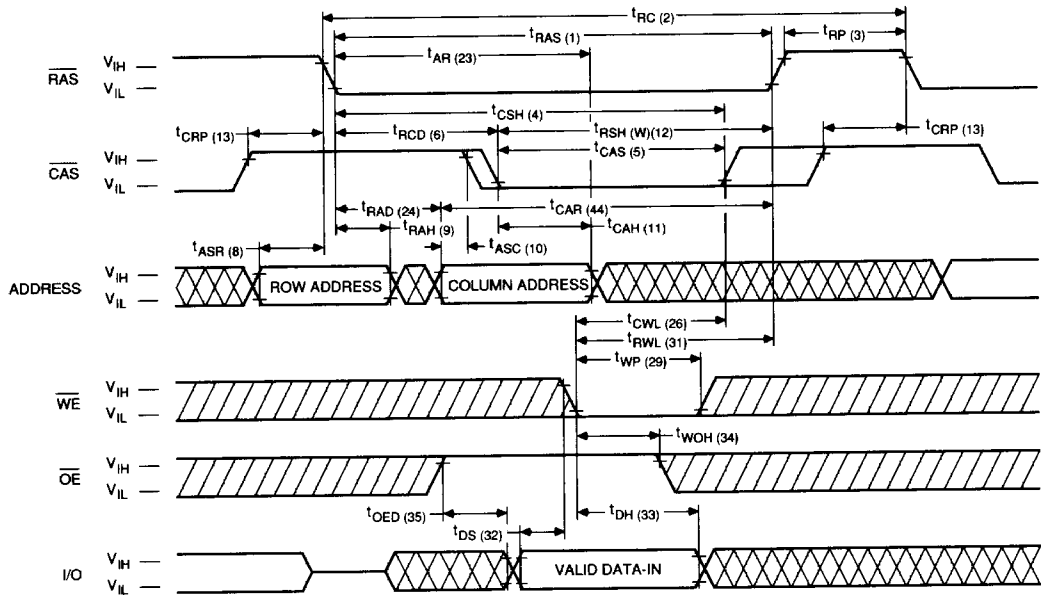 tRC (2)
tRAS (1)
tRP (3)
tAR (23)
RAS
VIH
VIL
tCSH (4)
tCRP (13)
tRCD (6)
tRSH (W)(12)
tCRP (13)
tCAS (5)
CAS
VIH
VIL
tRAD (24)
tCAR (44)
tRAH (9)
tCAH (11)
tASR (8)
tASC (10)
ADDRESS
VIH
VIL
ROW ADDRESS
COLUMN ADDRESS
tCWL (26)
tRWL (31)
tWP (29)
WE
VIH
VIL
tWOH (34)
OE
VIH
VIL
tOED (35)
tDH (33)
tDS (32)
I/O
VIH
VIL
VALID DATA-IN